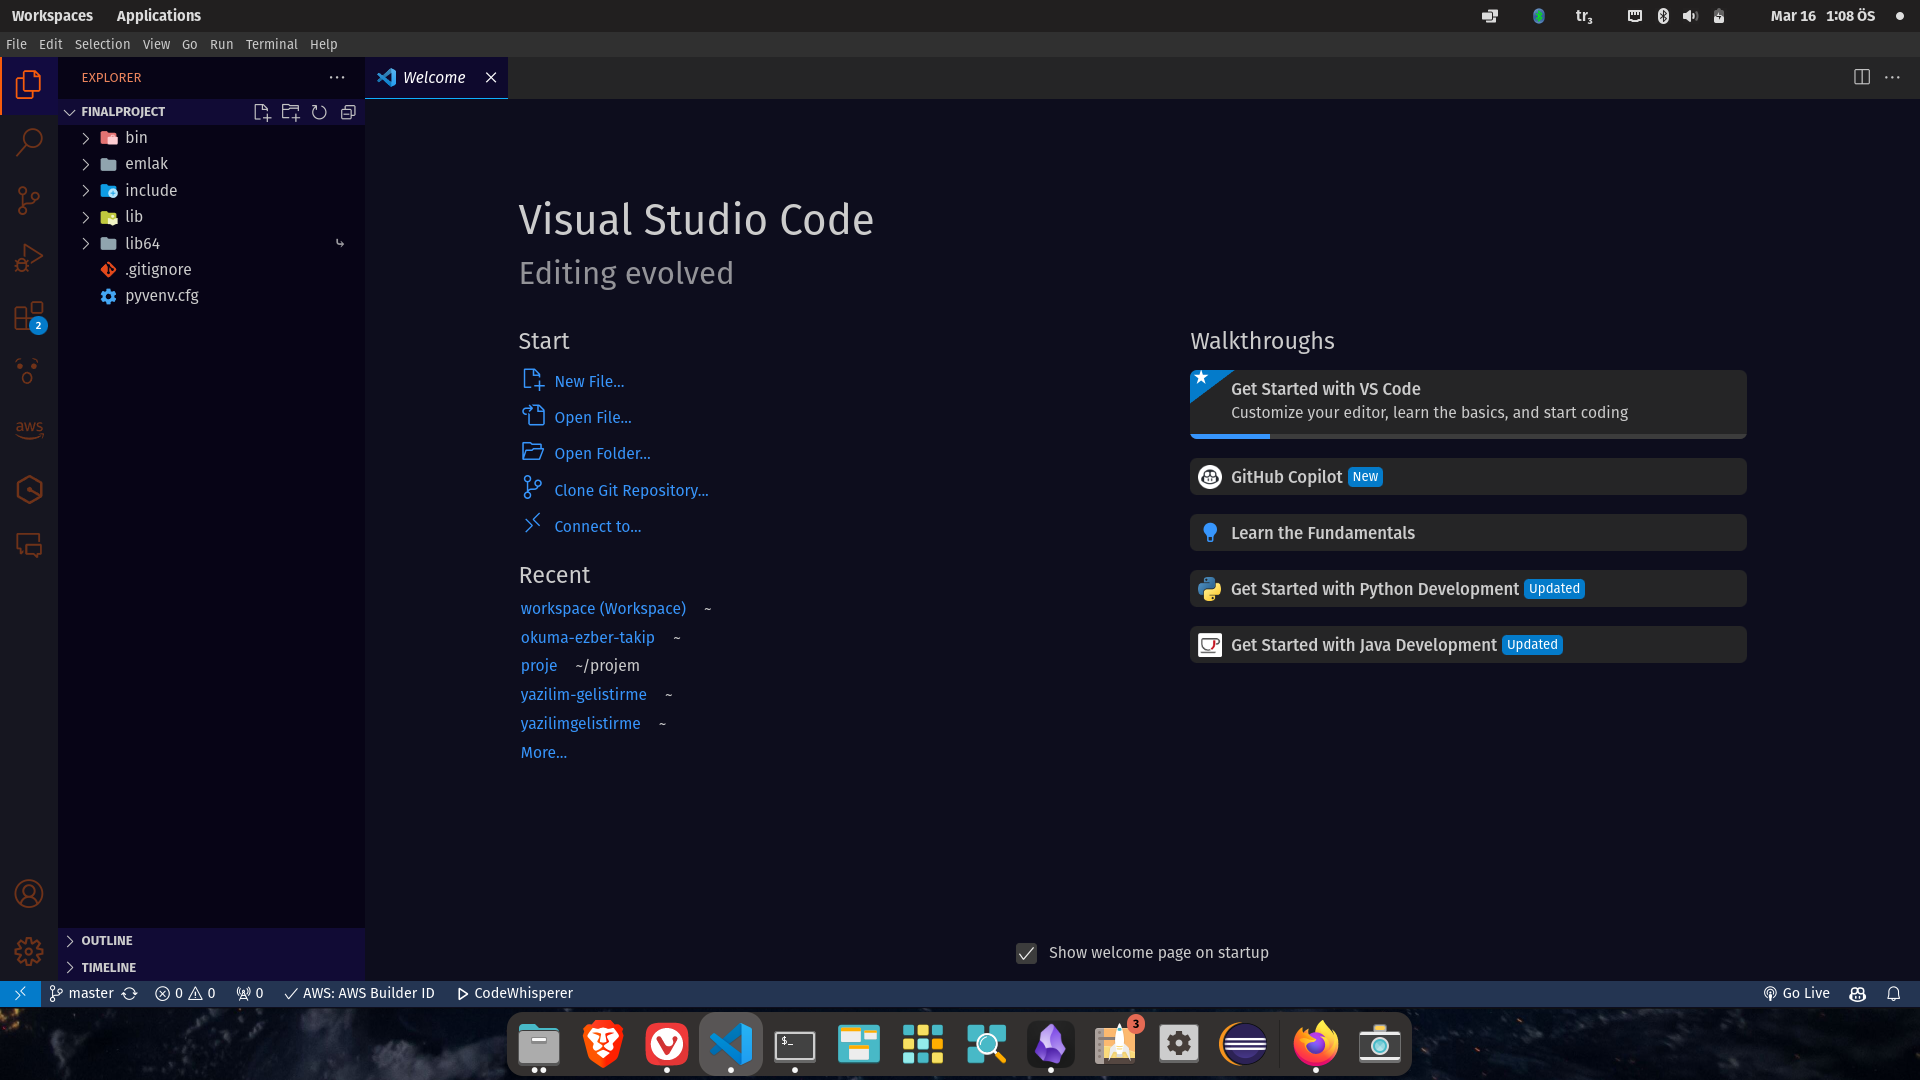 Workspaces Applications tr₃ Mar 16 1:08 ÖS
File Edit Selection View Go Run Terminal Help
EXPLORER
Welcome
FINALPROJECT
bin
emlak
include
lib
lib64
.gitignore
pyvenv.cfg
2
aws
OUTLINE
TIMELINE
Visual Studio Code
Editing evolved
Start
New File...
Open File...
Open Folder...
Clone Git Repository...
Connect to...
Recent
workspace (Workspace) ~
okuma-ezber-takip ~
proje ~/projem
yazilim-gelistirme ~
yazilimgelistirme ~
More...
Walkthroughs
Get Started with VS Code
Customize your editor, learn the basics, and start coding
GitHub Copilot New
Learn the Fundamentals
Get Started with Python Development Updated
Get Started with Java Development Updated
Show welcome page on startup
master 0 0 0 AWS: AWS Builder ID CodeWhisperer Go Live
$_
3